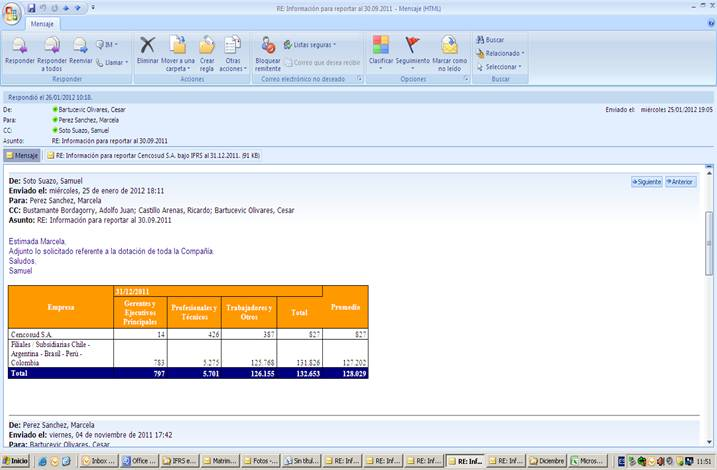 RE: Información para reportar al 30.09.2011 - Mensaje (HTML)
Mensaje
Responder Responder a todos Reenviar IM Llamar
Responder
Eliminar Mover a una carpeta Crear regla Otras acciones
Acciones
Bloquear remitente Listas seguras Correo que desea recibir
Correo electrónico no deseado
Clasificar Seguimiento Marcar como no leído
Opciones
Buscar Relacionado Seleccionar
Buscar
Respondió el 26/01/2012 10:18.
De: Bartucevic Olivares, Cesar
Enviado el: miércoles 25/01/2012 19:05
Para: Perez Sanchez, Marcela
CC: Soto Suazo, Samuel
Asunto: RE: Información para reportar al 30.09.2011
Mensaje RE: Información para reportar Cencosud S.A. bajo IFRS al 31.12.2011. (91 KB)
De: Soto Suazo, Samuel
Siguiente Anterior
Enviado el: miércoles, 25 de enero de 2012 18:11
Para: Perez Sanchez, Marcela
CC: Bustamante Bordagorry, Adolfo Juan; Castillo Arenas, Ricardo; Bartucevic Olivares, Cesar
Asunto: RE: Información para reportar al 30.09.2011
Estimada Marcela,
Adjunto lo solicitado referente a la dotación de toda la Compañía.
Saludos,
Samuel
31/12/2011
Empresa Gerentes y Ejecutivos Principales Profesionales y Técnicos Trabajadores y Otros Total Promedio
Cencosud S.A. 14 426 387 827 827
Filiales / Subsidiarias Chile -
Argentina - Brasil - Perú -
Colombia 783 5.275 125.768 131.826 127.202
Total 797 5.701 126.155 132.653 128.029
De: Perez Sanchez, Marcela
Enviado el: viernes, 04 de noviembre de 2011 17:42
Para: Bartucevic Olivares, Cesar
Inicio Inbox ... Office ... IFRS e... Matrim... Fotos -... Sin títul... RE: Inf... RE: Inf... RE: Inf... RE: Inf... RE: Inf... Diciembre Micros... ES 11:51